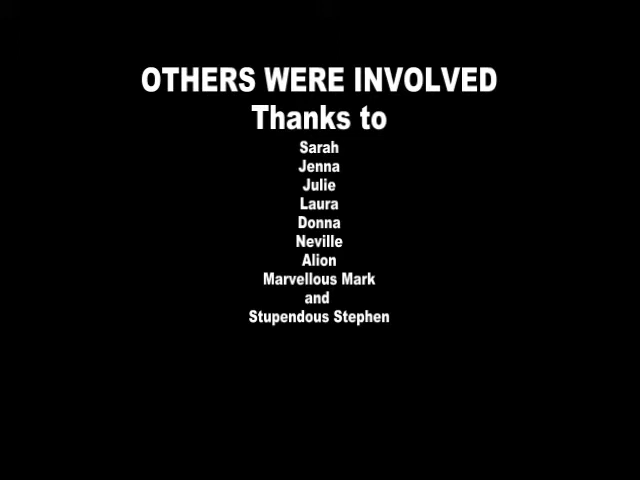 OTHERS WERE INVOLVED
Thanks to
Sarah
Jenna
Julie
Laura
Donna
Neville
Alion
Marvellous Mark
and
Stupendous Stephen